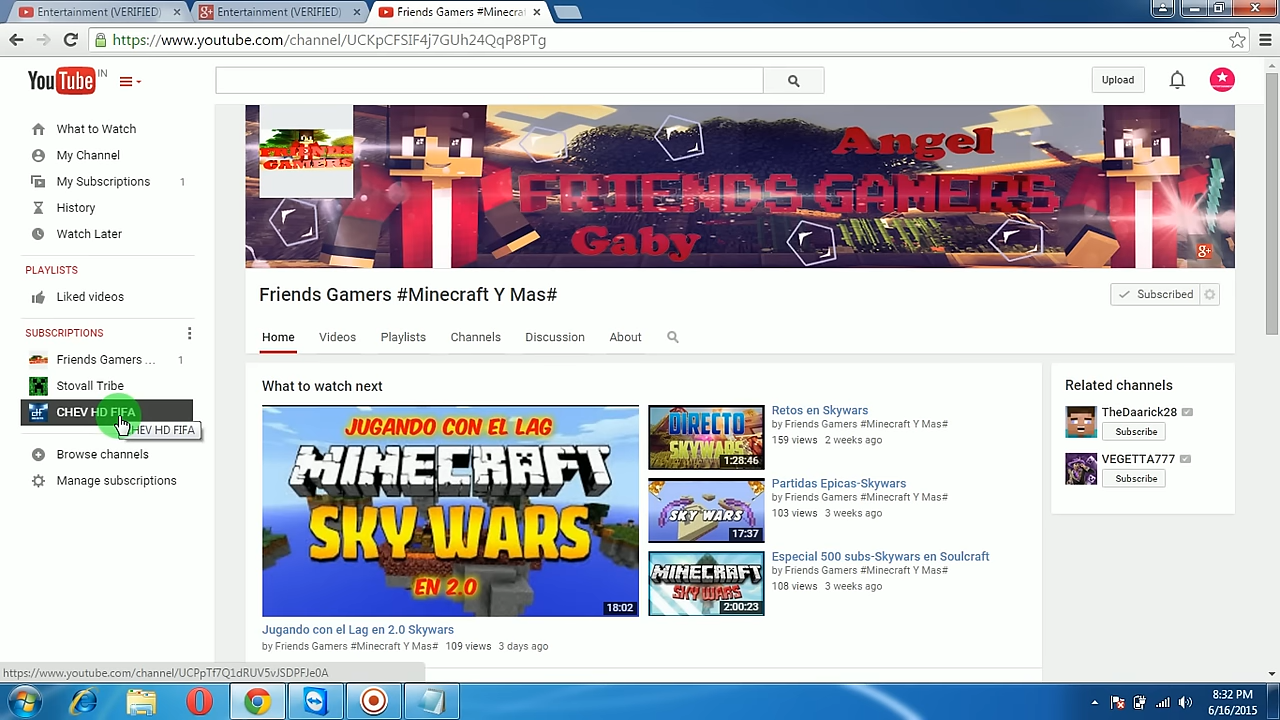 Entertainment (VERIFIED)
Entertainment (VERIFIED)
Friends Gamers #Minecra
https://www.youtube.com/channel/UCKpCFSIF4j7GUh24QqP8PTg
YouTube IN
Upload
What to Watch
My Channel
My Subscriptions 1
History
Watch Later
PLAYLISTS
Liked videos
SUBSCRIPTIONS
Friends Gamers ... 1
Stovall Tribe
CHEV HD FIFA
HEV HD FIFA
Browse channels
Manage subscriptions
FRIENDS
GAMERS
Angel
FRIENDS GAMERS
Gaby
Friends Gamers #Minecraft Y Mas#
Subscribed
Home Videos Playlists Channels Discussion About
What to watch next
JUGANDO CON EL LAG
MINECRAFT
SKY WARS
EN 2.0
18:02
Jugando con el Lag en 2.0 Skywars
by Friends Gamers #Minecraft Y Mas# 109 views 3 days ago
DIRECTO
SKYWARS
1:28:46
Retos en Skywars
by Friends Gamers #Minecraft Y Mas#
159 views 2 weeks ago
SKY WARS
17:37
Partidas Epicas-Skywars
by Friends Gamers #Minecraft Y Mas#
103 views 3 weeks ago
MINECRAFT
SKY WARS
2:00:23
Especial 500 subs-Skywars en Soulcraft
by Friends Gamers #Minecraft Y Mas#
108 views 3 weeks ago
Related channels
TheDaarick28
Subscribe
VEGETTA777
Subscribe
https://www.youtube.com/channel/UCPpTf7Q1dRUV5vJSDPFJe0A
8:32 PM
6/16/2015